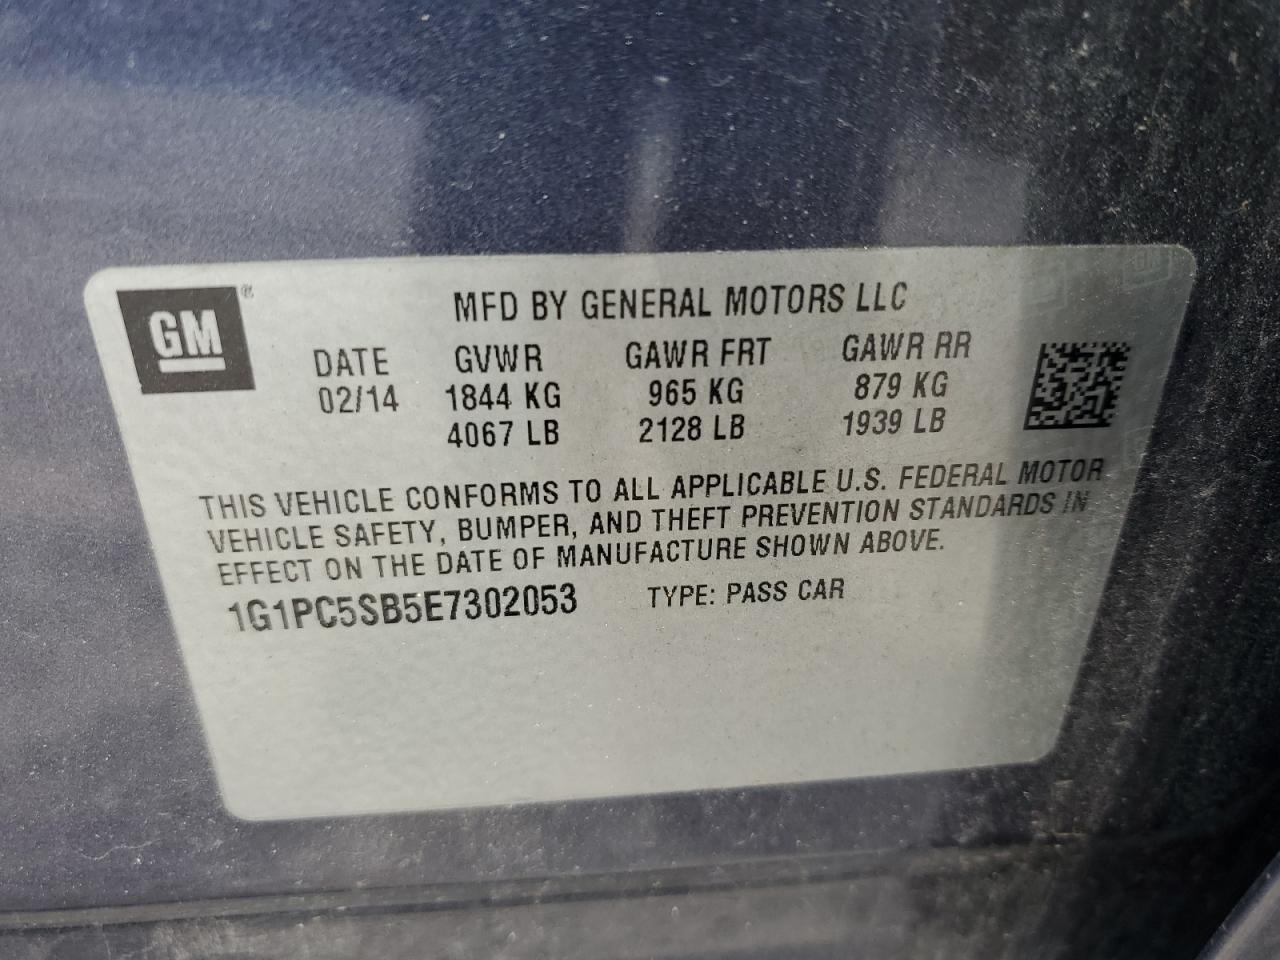 GM®
MFD BY GENERAL MOTORS LLC
DATE GVWR GAWR FRT GAWR RR
02/14 1844 KG 965 KG 879 KG
4067 LB 2128 LB 1939 LB
THIS VEHICLE CONFORMS TO ALL APPLICABLE U.S. FEDERAL MOTOR
VEHICLE SAFETY, BUMPER, AND THEFT PREVENTION STANDARDS IN
EFFECT ON THE DATE OF MANUFACTURE SHOWN ABOVE.
1G1PC5SB5E7302053 TYPE: PASS CAR